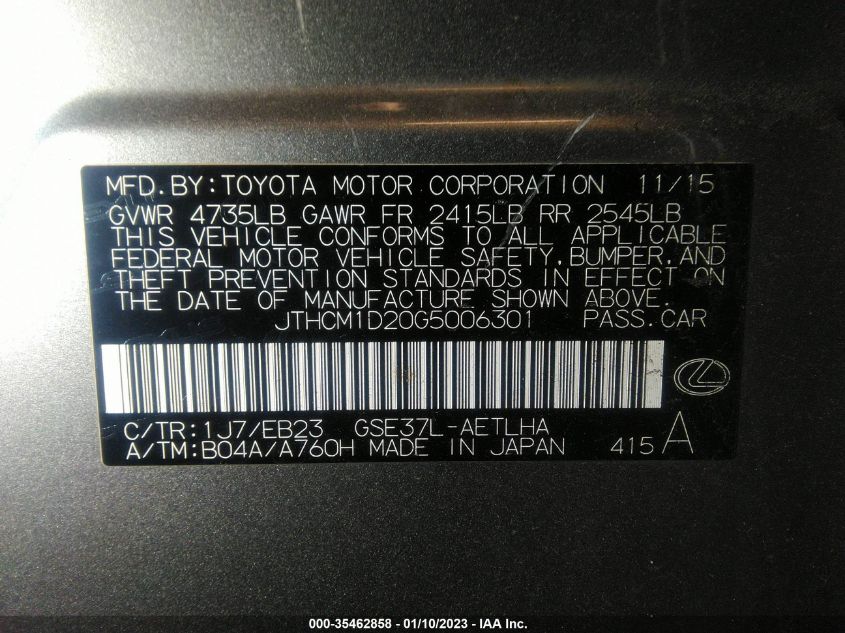 MFD.BY:TOYOTA MOTOR CORPORATION 11/15
GVWR 4735LB GAWR FR 2415LB RR 2545LB
THIS VEHICLE CONFORMS TO ALL APPLICABLE
FEDERAL MOTOR VEHICLE SAFETY,BUMPER,AND
THEFT PREVENTION STANDARDS IN EFFECT ON
THE DATE OF MANUFACTURE SHOWN ABOVE.
JTHCM1D20G5006301 PASS.CAR
C/TR:1J7/EB23 GSE37L-AETLHA
A/TM:B04A/A760H MADE IN JAPAN 415 A
000-35462858 - 01/10/2023 - IAA Inc.